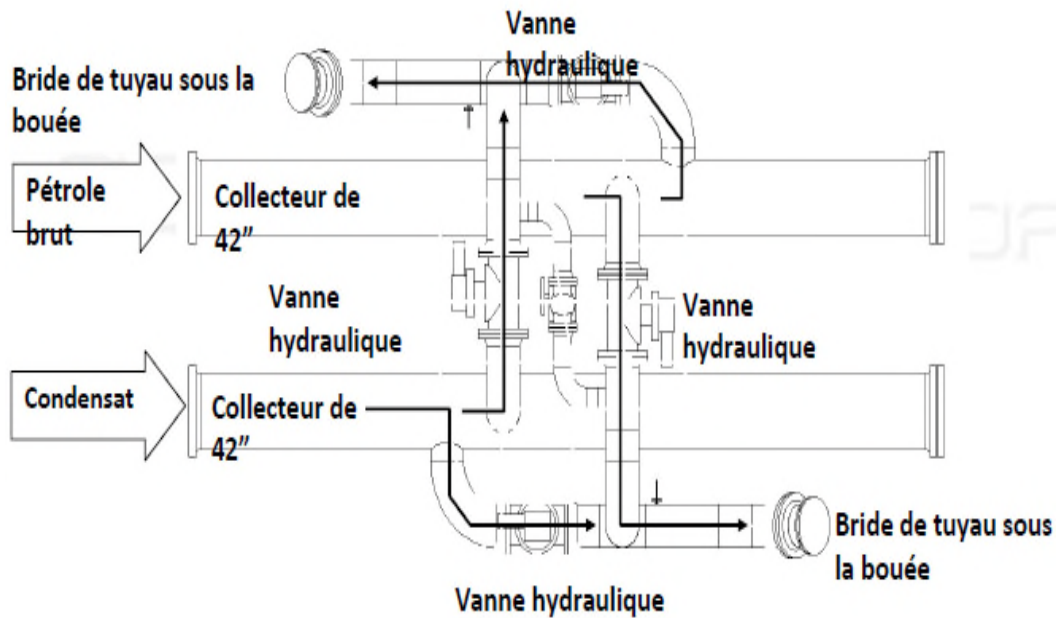 Vanne
hydraulique
Bride de tuyau sous la
bouée
Pétrole
brut
Collecteur de
42”
Vanne
hydraulique
Vanne
hydraulique
Condensat
Collecteur de
42”
Bride de tuyau sous
la bouée
Vanne hydraulique